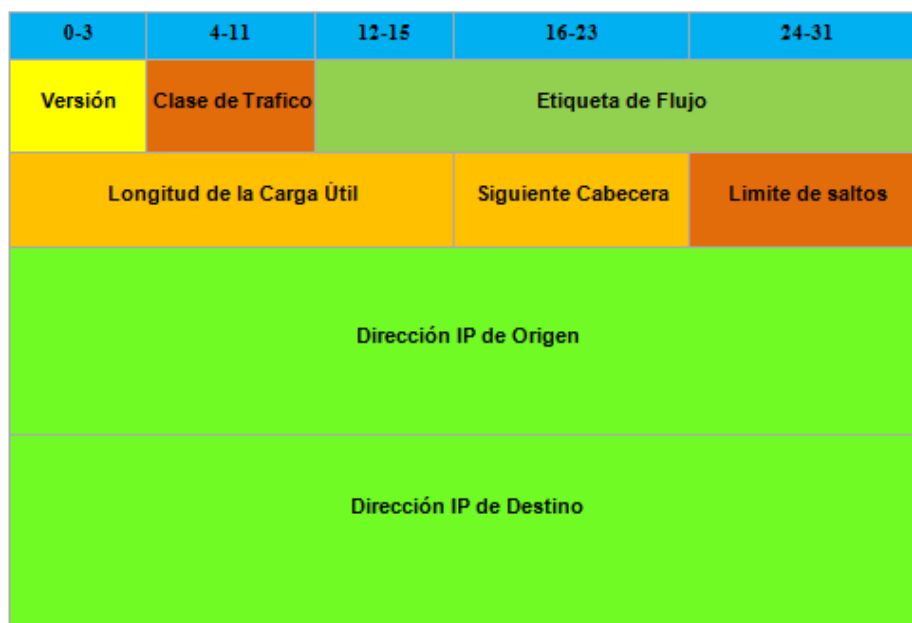 0-3 4-11 12-15 16-23 24-31
Versión Clase de Trafico Etiqueta de Flujo
Longitud de la Carga Útil Siguiente Cabecera Limite de saltos
Dirección IP de Origen
Dirección IP de Destino